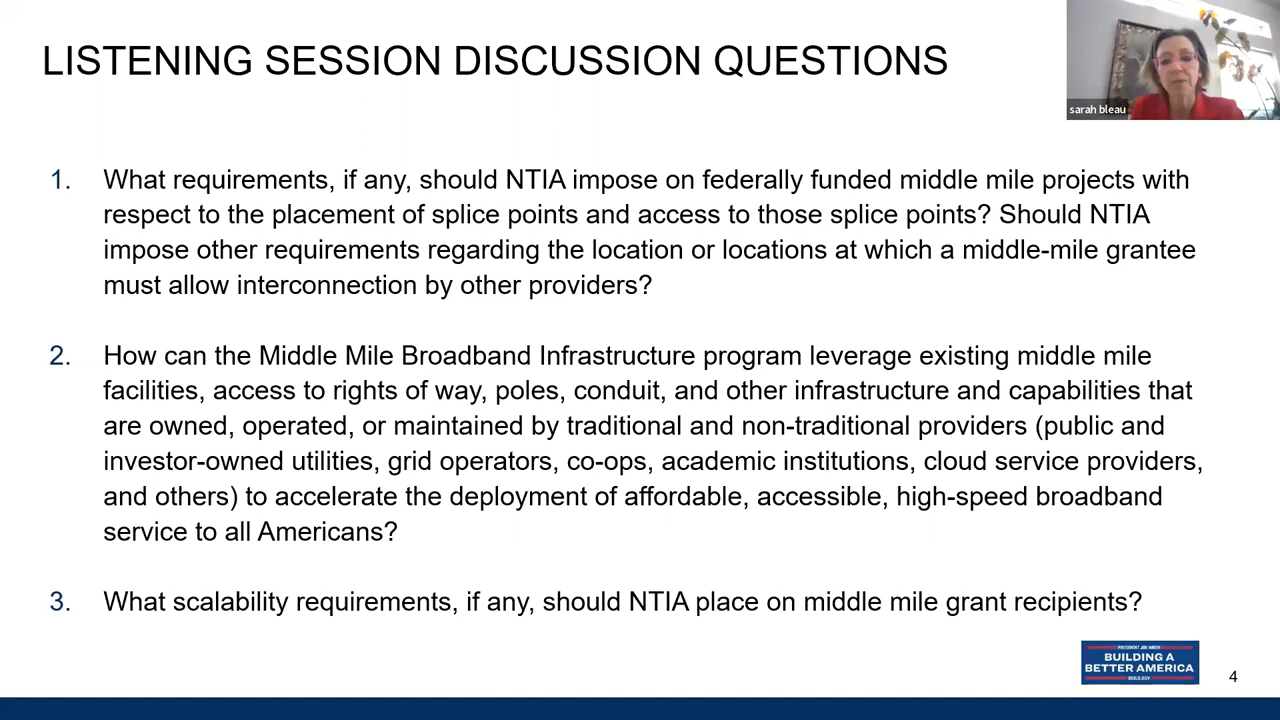 LISTENING SESSION DISCUSSION QUESTIONS
sarah bleau
1. What requirements, if any, should NTIA impose on federally funded middle mile projects with
respect to the placement of splice points and access to those splice points? Should NTIA
impose other requirements regarding the location or locations at which a middle-mile grantee
must allow interconnection by other providers?
2. How can the Middle Mile Broadband Infrastructure program leverage existing middle mile
facilities, access to rights of way, poles, conduit, and other infrastructure and capabilities that
are owned, operated, or maintained by traditional and non-traditional providers (public and
investor-owned utilities, grid operators, co-ops, academic institutions, cloud service providers,
and others) to accelerate the deployment of affordable, accessible, high-speed broadband
service to all Americans?
3. What scalability requirements, if any, should NTIA place on middle mile grant recipients?
PRESIDENT JOE BIDEN
BUILDING A
BETTER AMERICA
BUILD.GOV
4